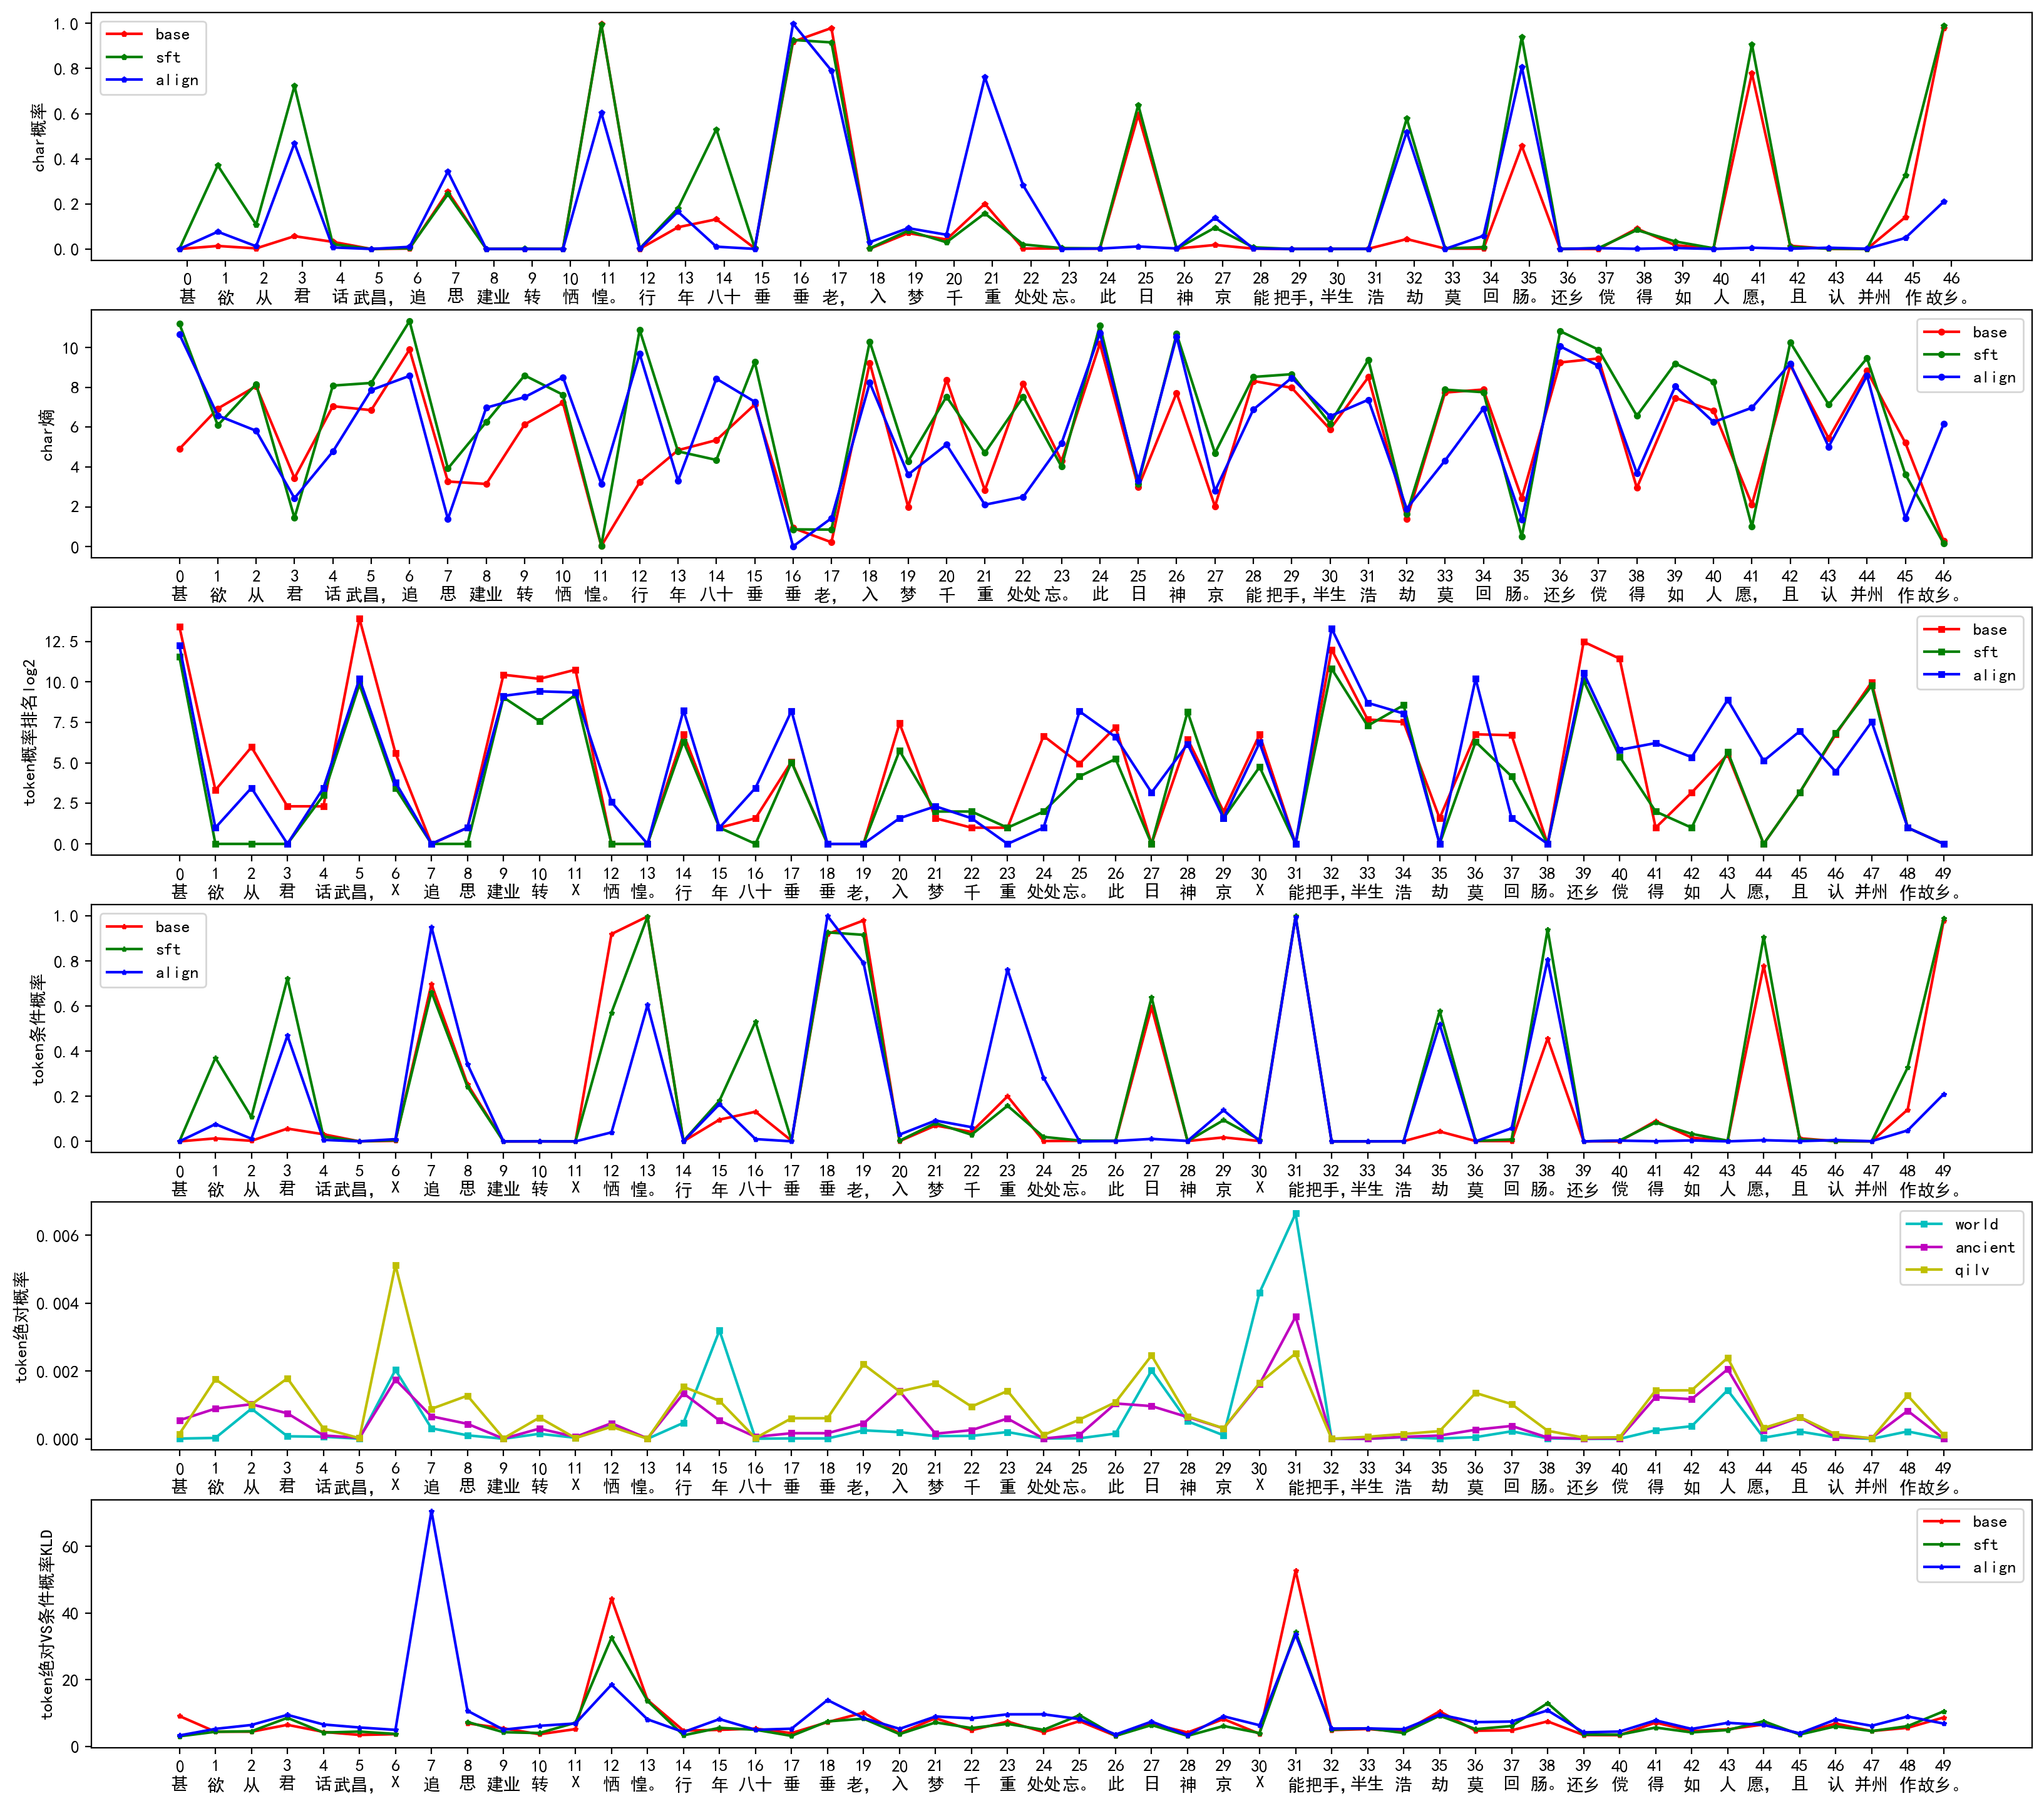 1.0
0.8
0.6
0.4
0.2
0.0
char概率
base
sft
align
0 1 2 3 4 5 6 7 8 9 10 11 12 13 14 15 16 17 18 19 20 21 22 23 24 25 26 27 28 29 30 31 32 33 34 35 36 37 38 39 40 41 42 43 44 45 46
甚 欲 从 君 话 武昌, 追 思 建业 转 恓 惶。 行 年 八十 垂 垂 老, 入 梦 千 重 处处 忘。 此 日 神 京 能 把手, 半生 浩 劫 莫 回 肠。 还乡 傥 得 如 人 愿, 且 认 并州 作 故乡。
10
8
6
4
2
0
char熵
base
sft
align
0 1 2 3 4 5 6 7 8 9 10 11 12 13 14 15 16 17 18 19 20 21 22 23 24 25 26 27 28 29 30 31 32 33 34 35 36 37 38 39 40 41 42 43 44 45 46
甚 欲 从 君 话 武昌, 追 思 建业 转 恓 惶。 行 年 八十 垂 垂 老, 入 梦 千 重 处处 忘。 此 日 神 京 能 把手, 半生 浩 劫 莫 回 肠。 还乡 傥 得 如 人 愿, 且 认 并州 作 故乡。
12.5
10.0
7.5
5.0
2.5
0.0
token概率排名log2
base
sft
align
0 1 2 3 4 5 6 7 8 9 10 11 12 13 14 15 16 17 18 19 20 21 22 23 24 25 26 27 28 29 30 31 32 33 34 35 36 37 38 39 40 41 42 43 44 45 46 47 48 49
甚 欲 从 君 话 武昌, X 追 思 建业 转 X 恓 惶。 行 年 八十 垂 垂 老, 入 梦 千 重 处处 忘。 此 日 神 京 X 能 把手, 半生 浩 劫 莫 回 肠。 还乡 傥 得 如 人 愿, 且 认 并州 作 故乡。
1.0
0.8
0.6
0.4
0.2
0.0
token条件概率
base
sft
align
0 1 2 3 4 5 6 7 8 9 10 11 12 13 14 15 16 17 18 19 20 21 22 23 24 25 26 27 28 29 30 31 32 33 34 35 36 37 38 39 40 41 42 43 44 45 46 47 48 49
甚 欲 从 君 话 武昌, X 追 思 建业 转 X 恓 惶。 行 年 八十 垂 垂 老, 入 梦 千 重 处处 忘。 此 日 神 京 X 能 把手, 半生 浩 劫 莫 回 肠。 还乡 傥 得 如 人 愿, 且 认 并州 作 故乡。
0.006
0.004
0.002
0.000
token绝对概率
world
ancient
qilv
0 1 2 3 4 5 6 7 8 9 10 11 12 13 14 15 16 17 18 19 20 21 22 23 24 25 26 27 28 29 30 31 32 33 34 35 36 37 38 39 40 41 42 43 44 45 46 47 48 49
甚 欲 从 君 话 武昌, X 追 思 建业 转 X 恓 惶。 行 年 八十 垂 垂 老, 入 梦 千 重 处处 忘。 此 日 神 京 X 能 把手, 半生 浩 劫 莫 回 肠。 还乡 傥 得 如 人 愿, 且 认 并州 作 故乡。
60
40
20
0
token绝对VS条件概率KLD
base
sft
align
0 1 2 3 4 5 6 7 8 9 10 11 12 13 14 15 16 17 18 19 20 21 22 23 24 25 26 27 28 29 30 31 32 33 34 35 36 37 38 39 40 41 42 43 44 45 46 47 48 49
甚 欲 从 君 话 武昌, X 追 思 建业 转 X 恓 惶。 行 年 八十 垂 垂 老, 入 梦 千 重 处处 忘。 此 日 神 京 X 能 把手, 半生 浩 劫 莫 回 肠。 还乡 傥 得 如 人 愿, 且 认 并州 作 故乡。